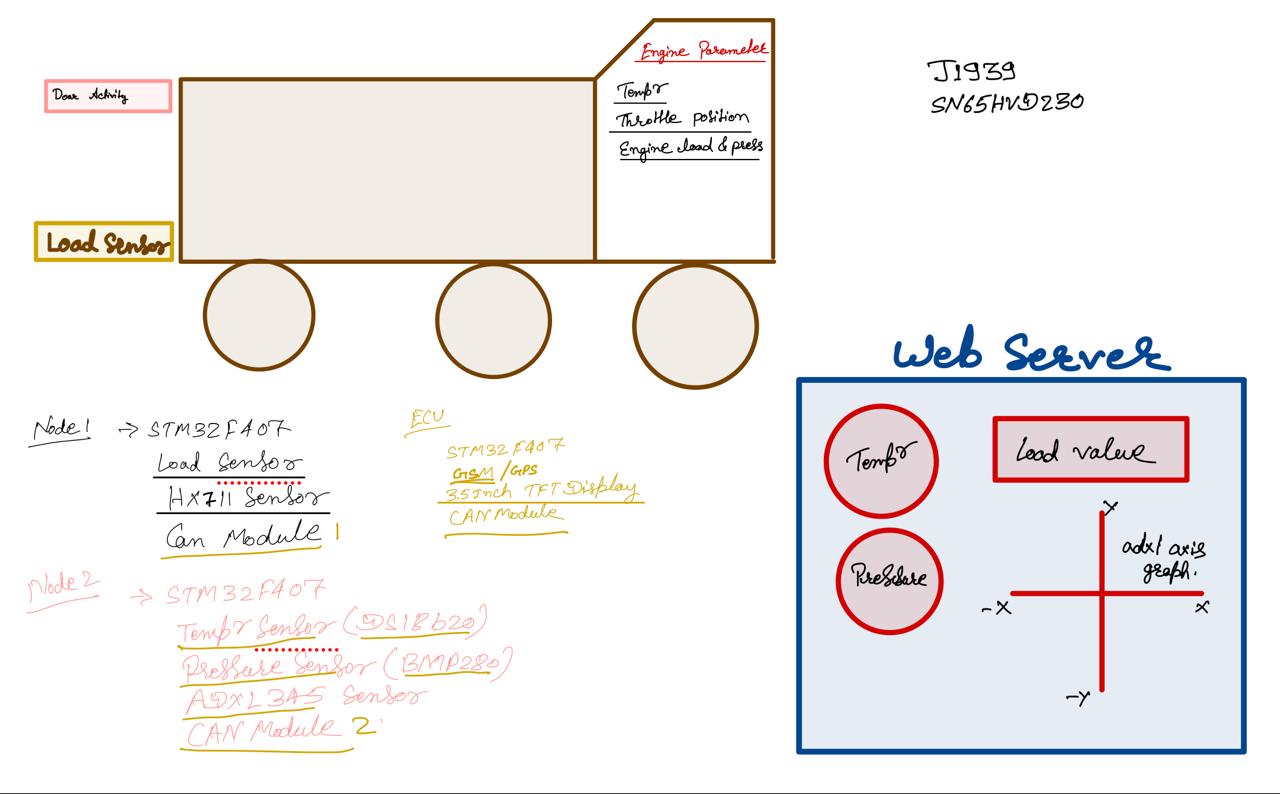 Engine Parameter
Tempr
Throttle position
Engine load & press
Door Activity
Load Sensor
J1939
SN65HVD230
Node 1 -> STM32F407
Load Sensor
HX711 Sensor
Can Module 1
ECU
STM32F407
GSM/GPS
3.5 Inch TFT Display
CAN Module
Node 2 -> STM32F407
Tempr Sensor (DS18b20)
Pressure Sensor (BMP280)
ADXL345 Sensor
CAN Module 2
Web Server
Tempr
Load value
Pressure
adxl axis
graph.
Y
-X
X
-Y